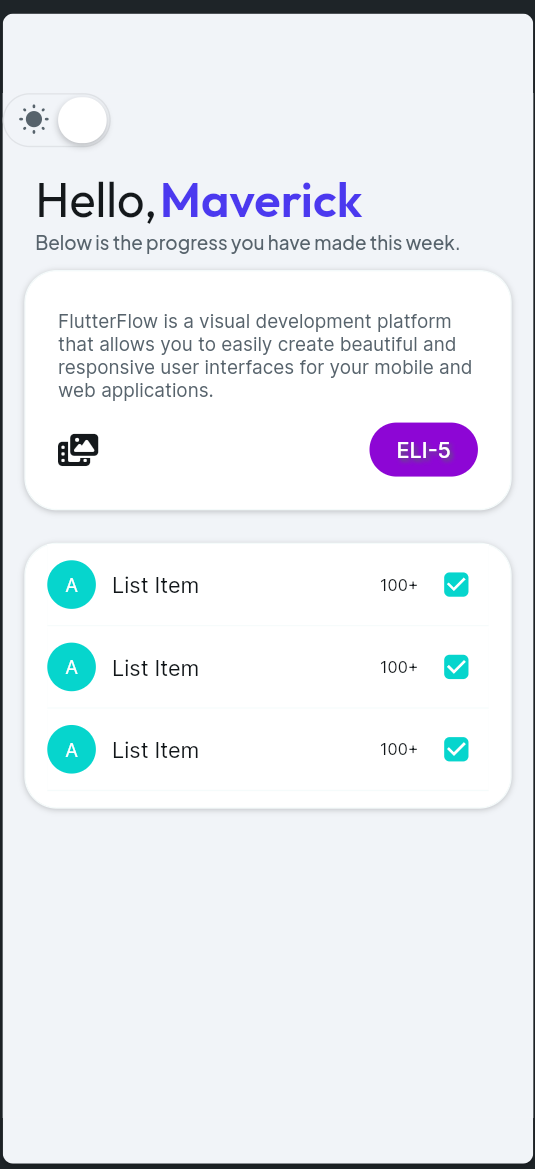 Hello, Maverick
Below is the progress you have made this week.
FlutterFlow is a visual development platform
that allows you to easily create beautiful and
responsive user interfaces for your mobile and
web applications.
ELI-5
A List Item 100+
A List Item 100+
A List Item 100+